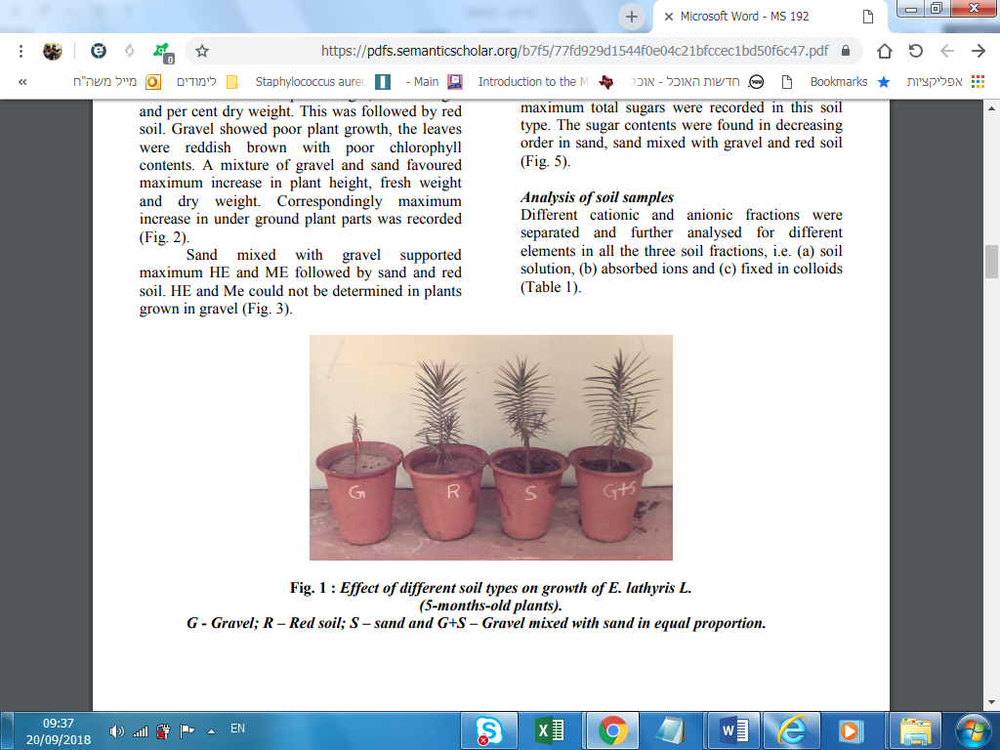 Microsoft Word - MS 192
https://pdfs.semanticscholar.org/b7f5/77fd929d1544f0e04c21bfccec1bd50f6c47.pdf
0
אפליקציות
Bookmarks
חדשות האוכל - אוכל
Introduction to the M
Main -
Staphylococcus aureu
לימודים
מייל משה"ח
«
and per cent dry weight. This was followed by red
soil. Gravel showed poor plant growth, the leaves
were reddish brown with poor chlorophyll
contents. A mixture of gravel and sand favoured
maximum increase in plant height, fresh weight
and dry weight. Correspondingly maximum
increase in under ground plant parts was recorded
(Fig. 2).
Sand mixed with gravel supported
maximum HE and ME followed by sand and red
soil. HE and Me could not be determined in plants
grown in gravel (Fig. 3).
maximum total sugars were recorded in this soil
type. The sugar contents were found in decreasing
order in sand, sand mixed with gravel and red soil
(Fig. 5).
Analysis of soil samples
Different cationic and anionic fractions were
separated and further analysed for different
elements in all the three soil fractions, i.e. (a) soil
solution, (b) absorbed ions and (c) fixed in colloids
(Table 1).
G R S G+S
Fig. 1 : Effect of different soil types on growth of E. lathyris L.
(5-months-old plants).
G - Gravel; R – Red soil; S – sand and G+S – Gravel mixed with sand in equal proportion.
09:37
20/09/2018
EN